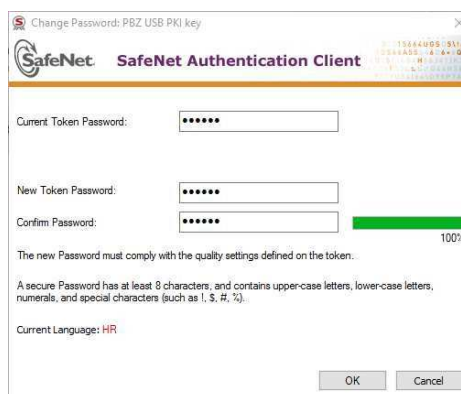 Change Password: PBZ USB PKI key
SafeNet. SafeNet Authentication Client
Current Token Password: ••••••
New Token Password: ••••••
Confirm Password: ••••••
100%
The new Password must comply with the quality settings defined on the token.
A secure Password has at least 8 characters, and contains upper-case letters, lower-case letters,
numerals, and special characters (such as !, $, #, %).
Current Language: HR
OK Cancel